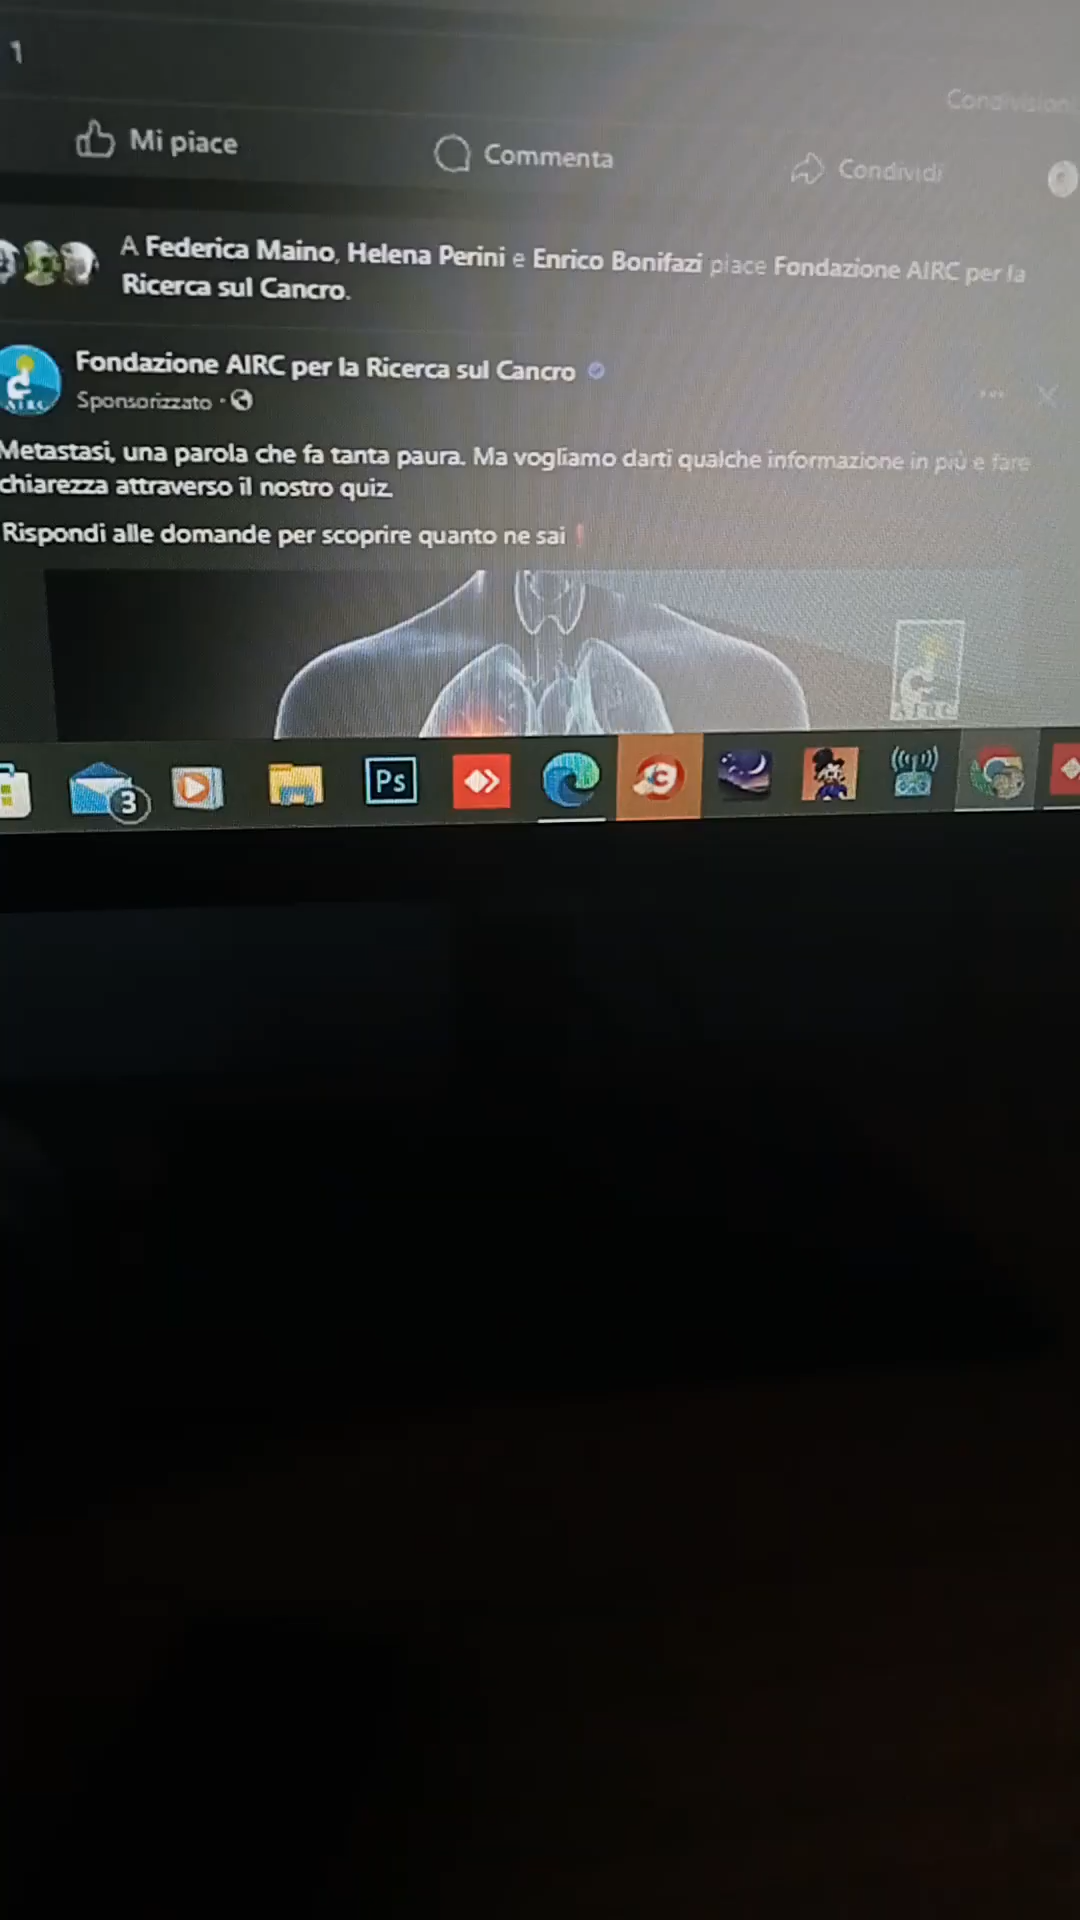 1
Condivisioni
Mi piace
Commenta
Condividi
A Federica Maino, Helena Perini e Enrico Bonifazi piace Fondazione AIRC per la
Ricerca sul Cancro.
Fondazione AIRC per la Ricerca sul Cancro
Sponsorizzato ·
AIRC
Metastasi, una parola che fa tanta paura. Ma vogliamo darti qualche informazione in più e fare
chiarezza attraverso il nostro quiz.
Rispondi alle domande per scoprire quanto ne sai❗
AIRC
3
Ps